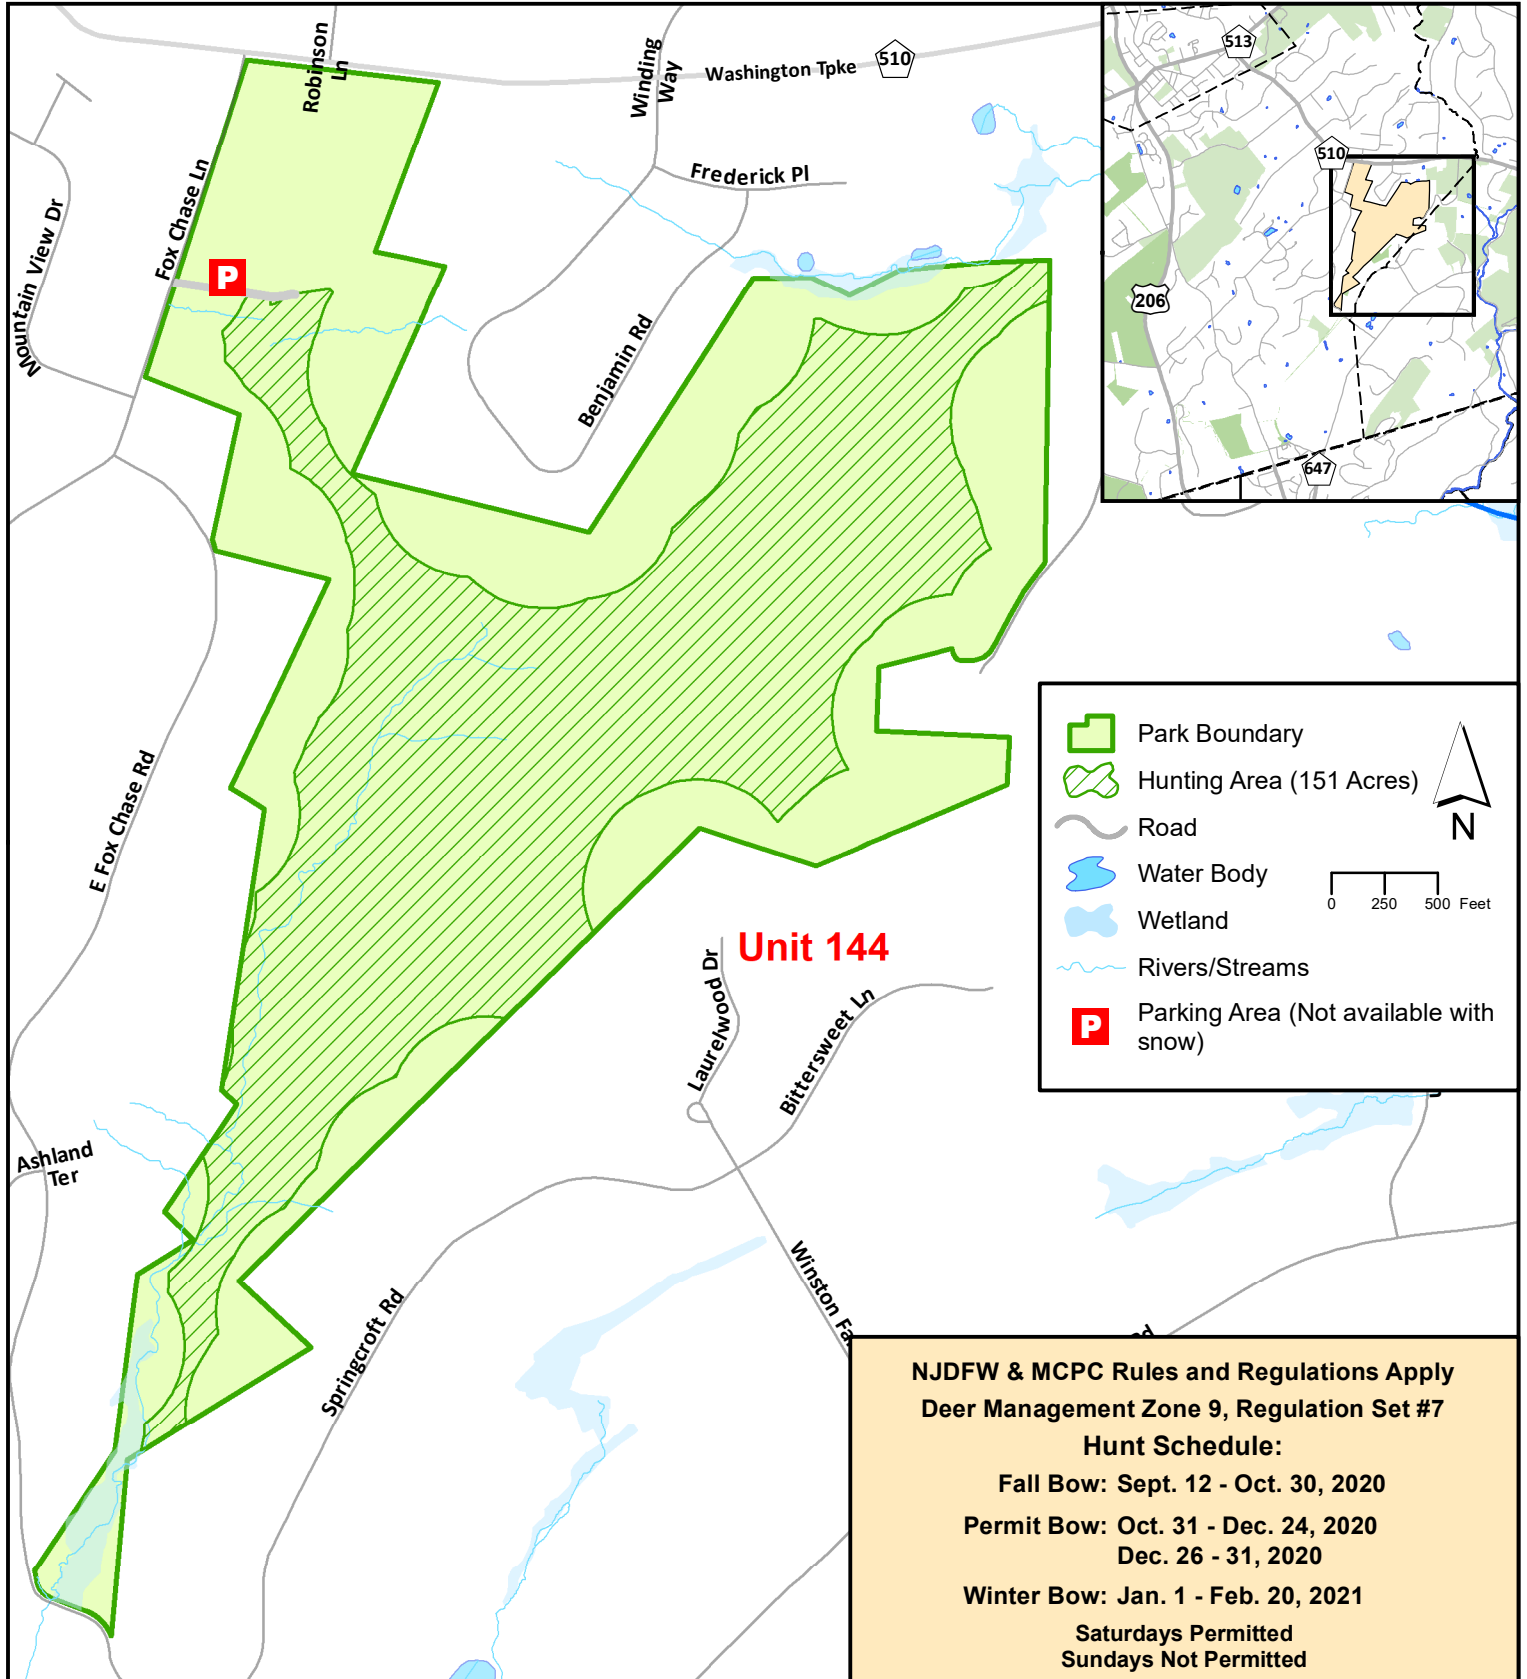 Robinson
Ln
Winding
Way
Washington Tpke
510
Frederick Pl
Fox Chase Ln
Mountain View Dr
P
Benjamin Rd
E Fox Chase Rd
Ashland
Ter
Springcroft Rd
Laurelwood Dr
Bittersweet Ln
Unit 144
513
510
206
647
Park Boundary
Hunting Area (151 Acres)
Road
Water Body
Wetland
Rivers/Streams
P
Parking Area (Not available with
snow)
N
0 250 500 Feet
Winston Fa
NJDFW & MCPC Rules and Regulations Apply
Deer Management Zone 9, Regulation Set #7
Hunt Schedule:
Fall Bow: Sept. 12 - Oct. 30, 2020
Permit Bow: Oct. 31 - Dec. 24, 2020
Dec. 26 - 31, 2020
Winter Bow: Jan. 1 - Feb. 20, 2021
Saturdays Permitted
Sundays Not Permitted